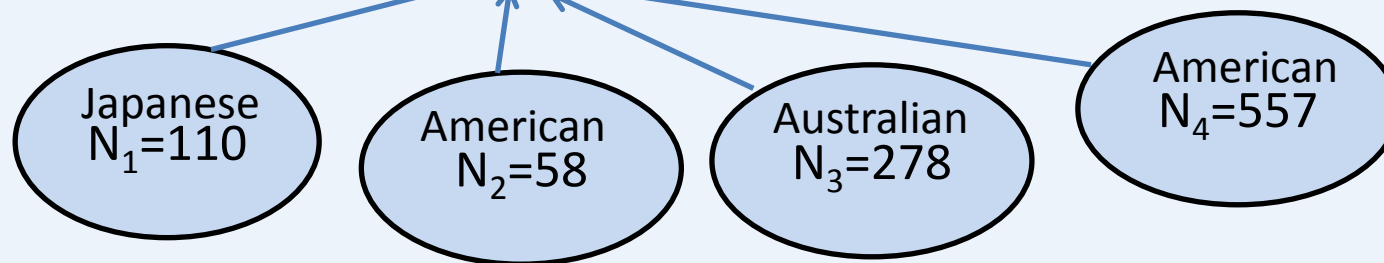 Japanese
N₁=110
American
N₂=58
Australian
N₃=278
American
N₄=557